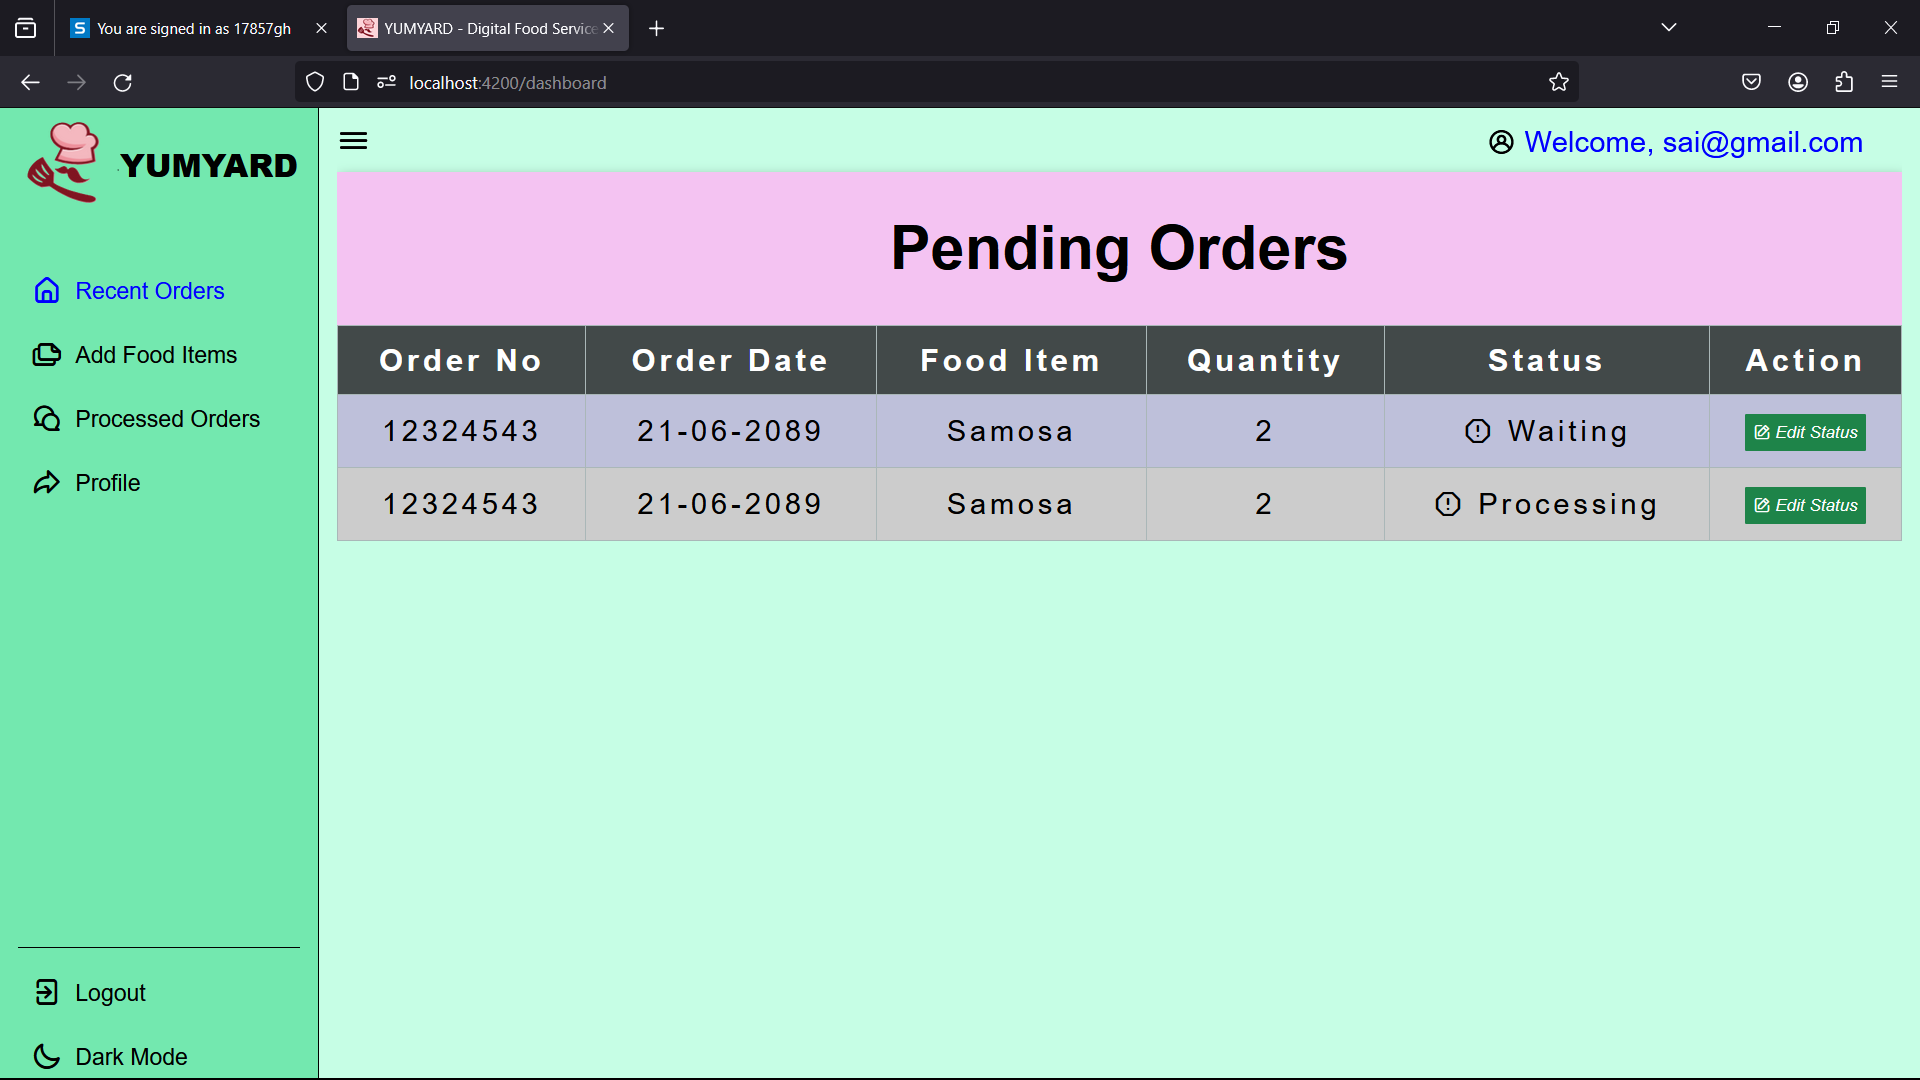 You are signed in as 17857gh
YUMYARD - Digital Food Service
localhost:4200/dashboard
YUMYARD
Welcome, sai@gmail.com
Recent Orders
Add Food Items
Processed Orders
Profile
Logout
Dark Mode
Pending Orders
Order No Order Date Food Item Quantity Status Action
12324543 21-06-2089 Samosa 2 Waiting Edit Status
12324543 21-06-2089 Samosa 2 Processing Edit Status